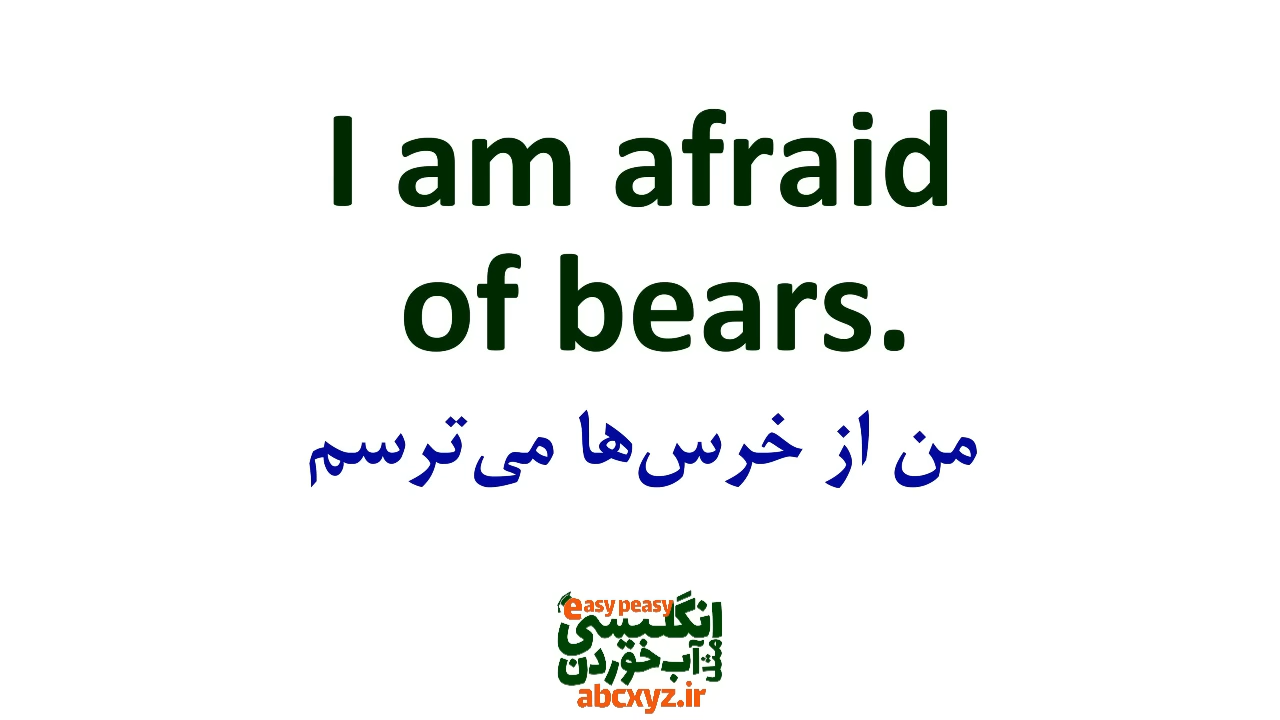 I am afraid
of bears.
من از خرس‌ها می‌ترسم
easy peasy
انگلیسی
مثل آب خوردن
abcxyz.ir